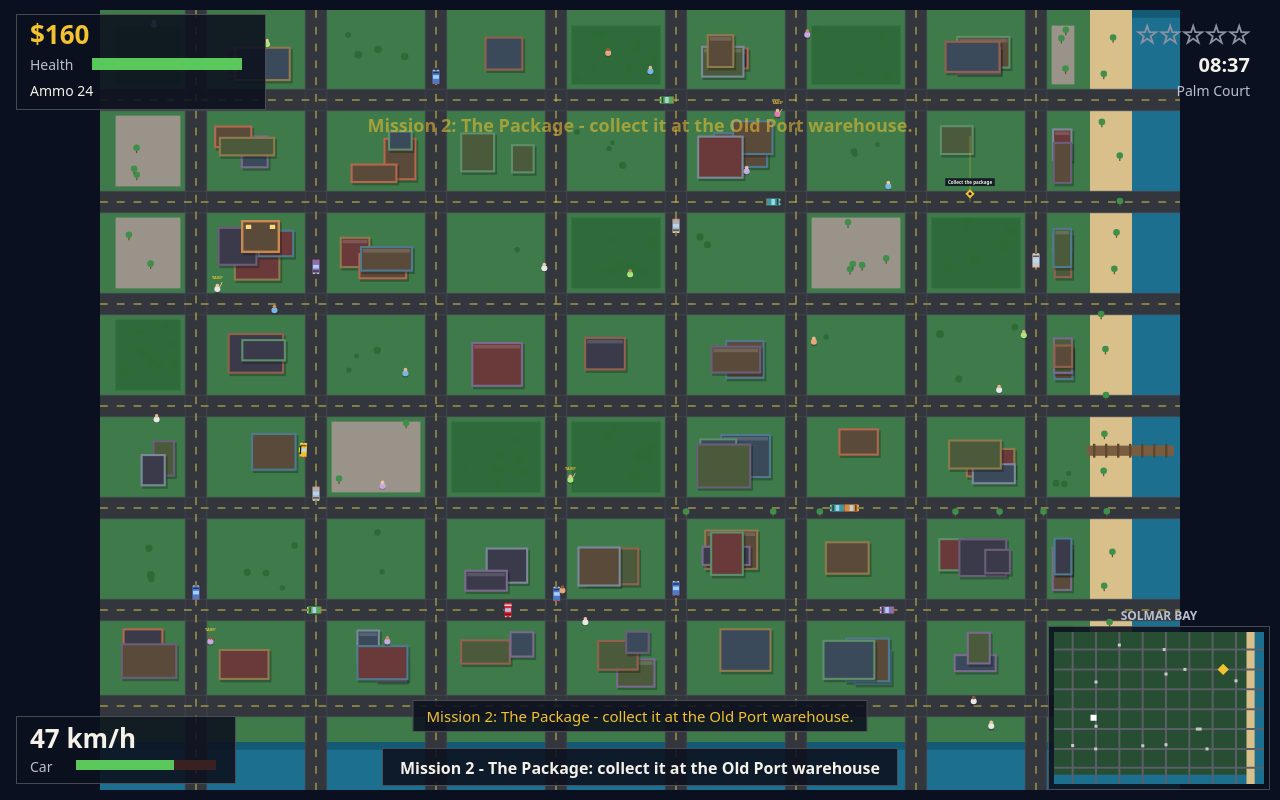 $160
Health
Ammo 24
08:37
Palm Court
Mission 2: The Package - collect it at the Old Port warehouse.
Collect the package
SOLMAR BAY
47 km/h
Car
Mission 2: The Package - collect it at the Old Port warehouse.
Mission 2 - The Package: collect it at the Old Port warehouse